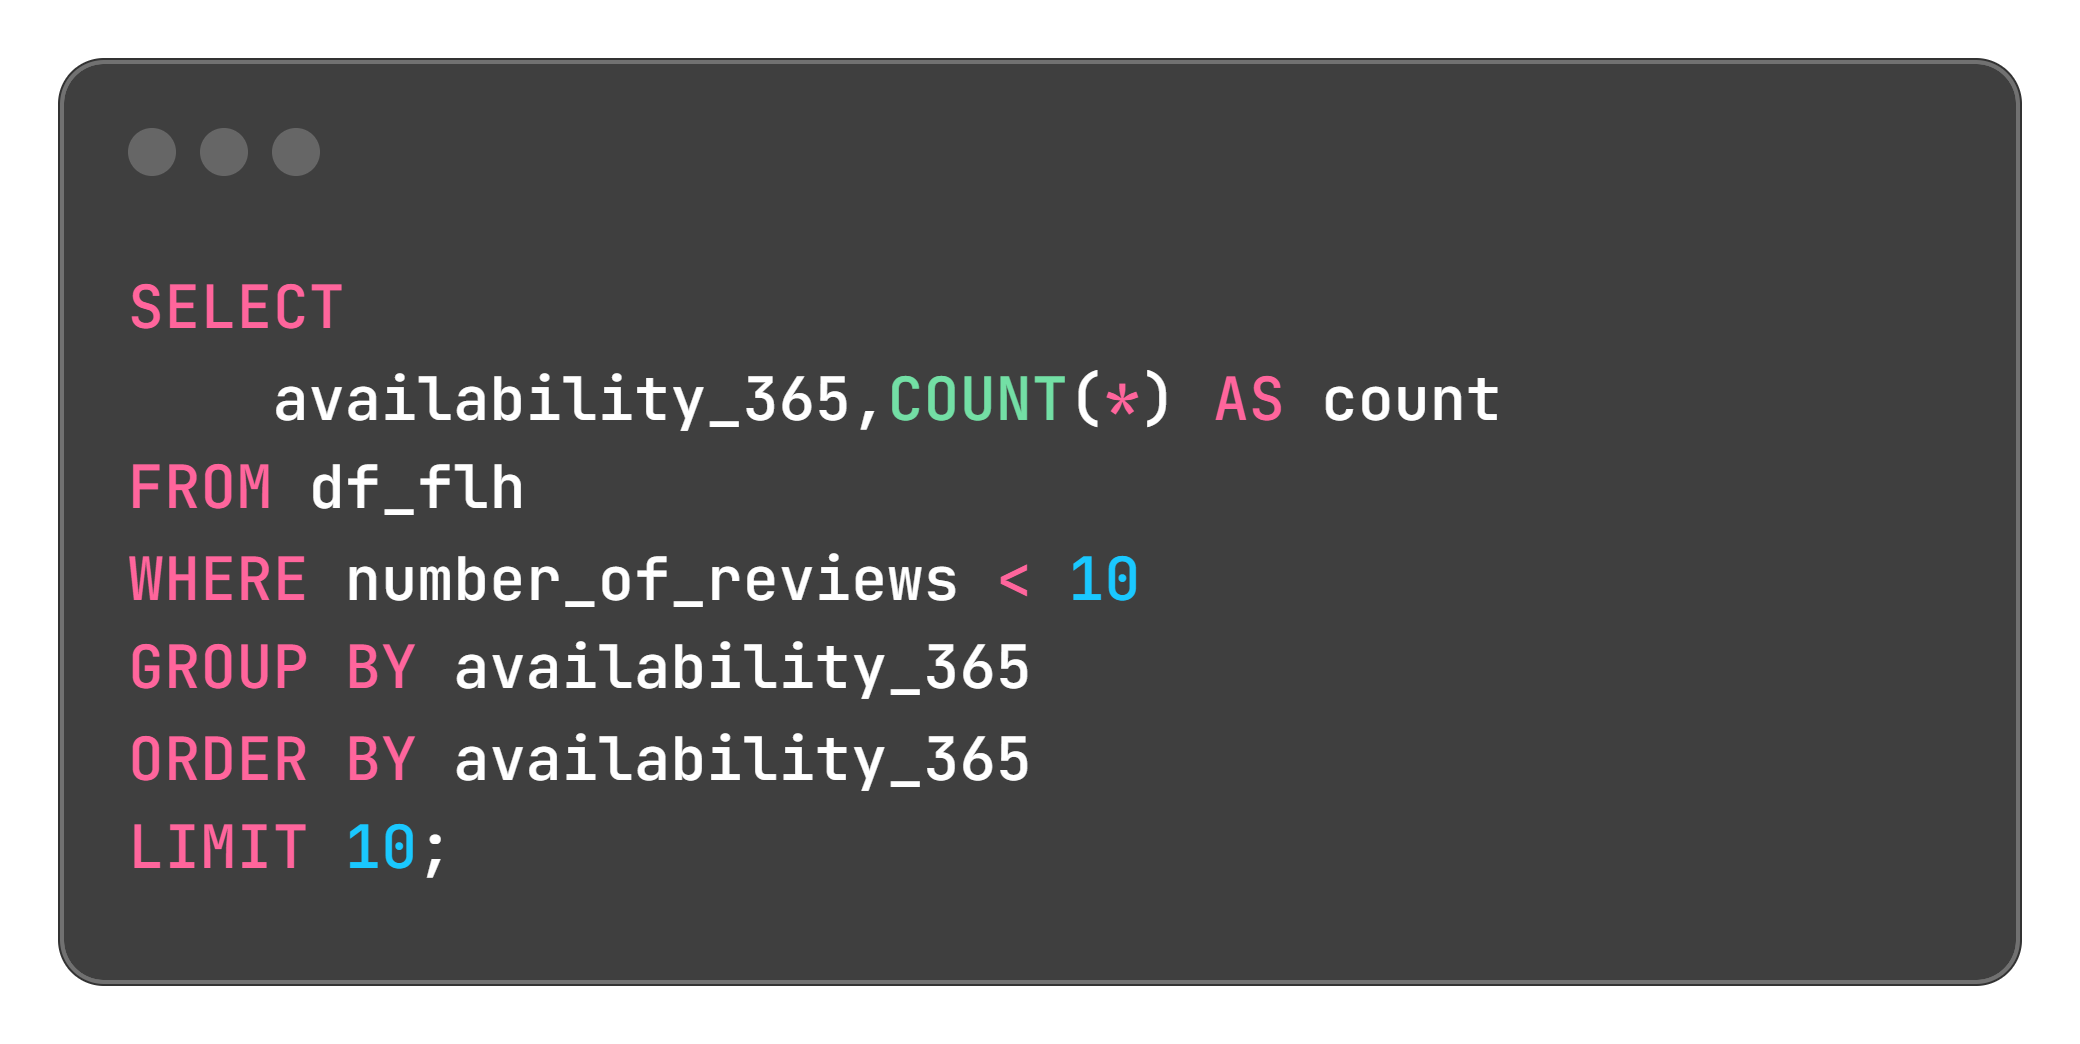 SELECT
    availability_365,COUNT(*) AS count
FROM df_flh
WHERE number_of_reviews < 10
GROUP BY availability_365
ORDER BY availability_365
LIMIT 10;